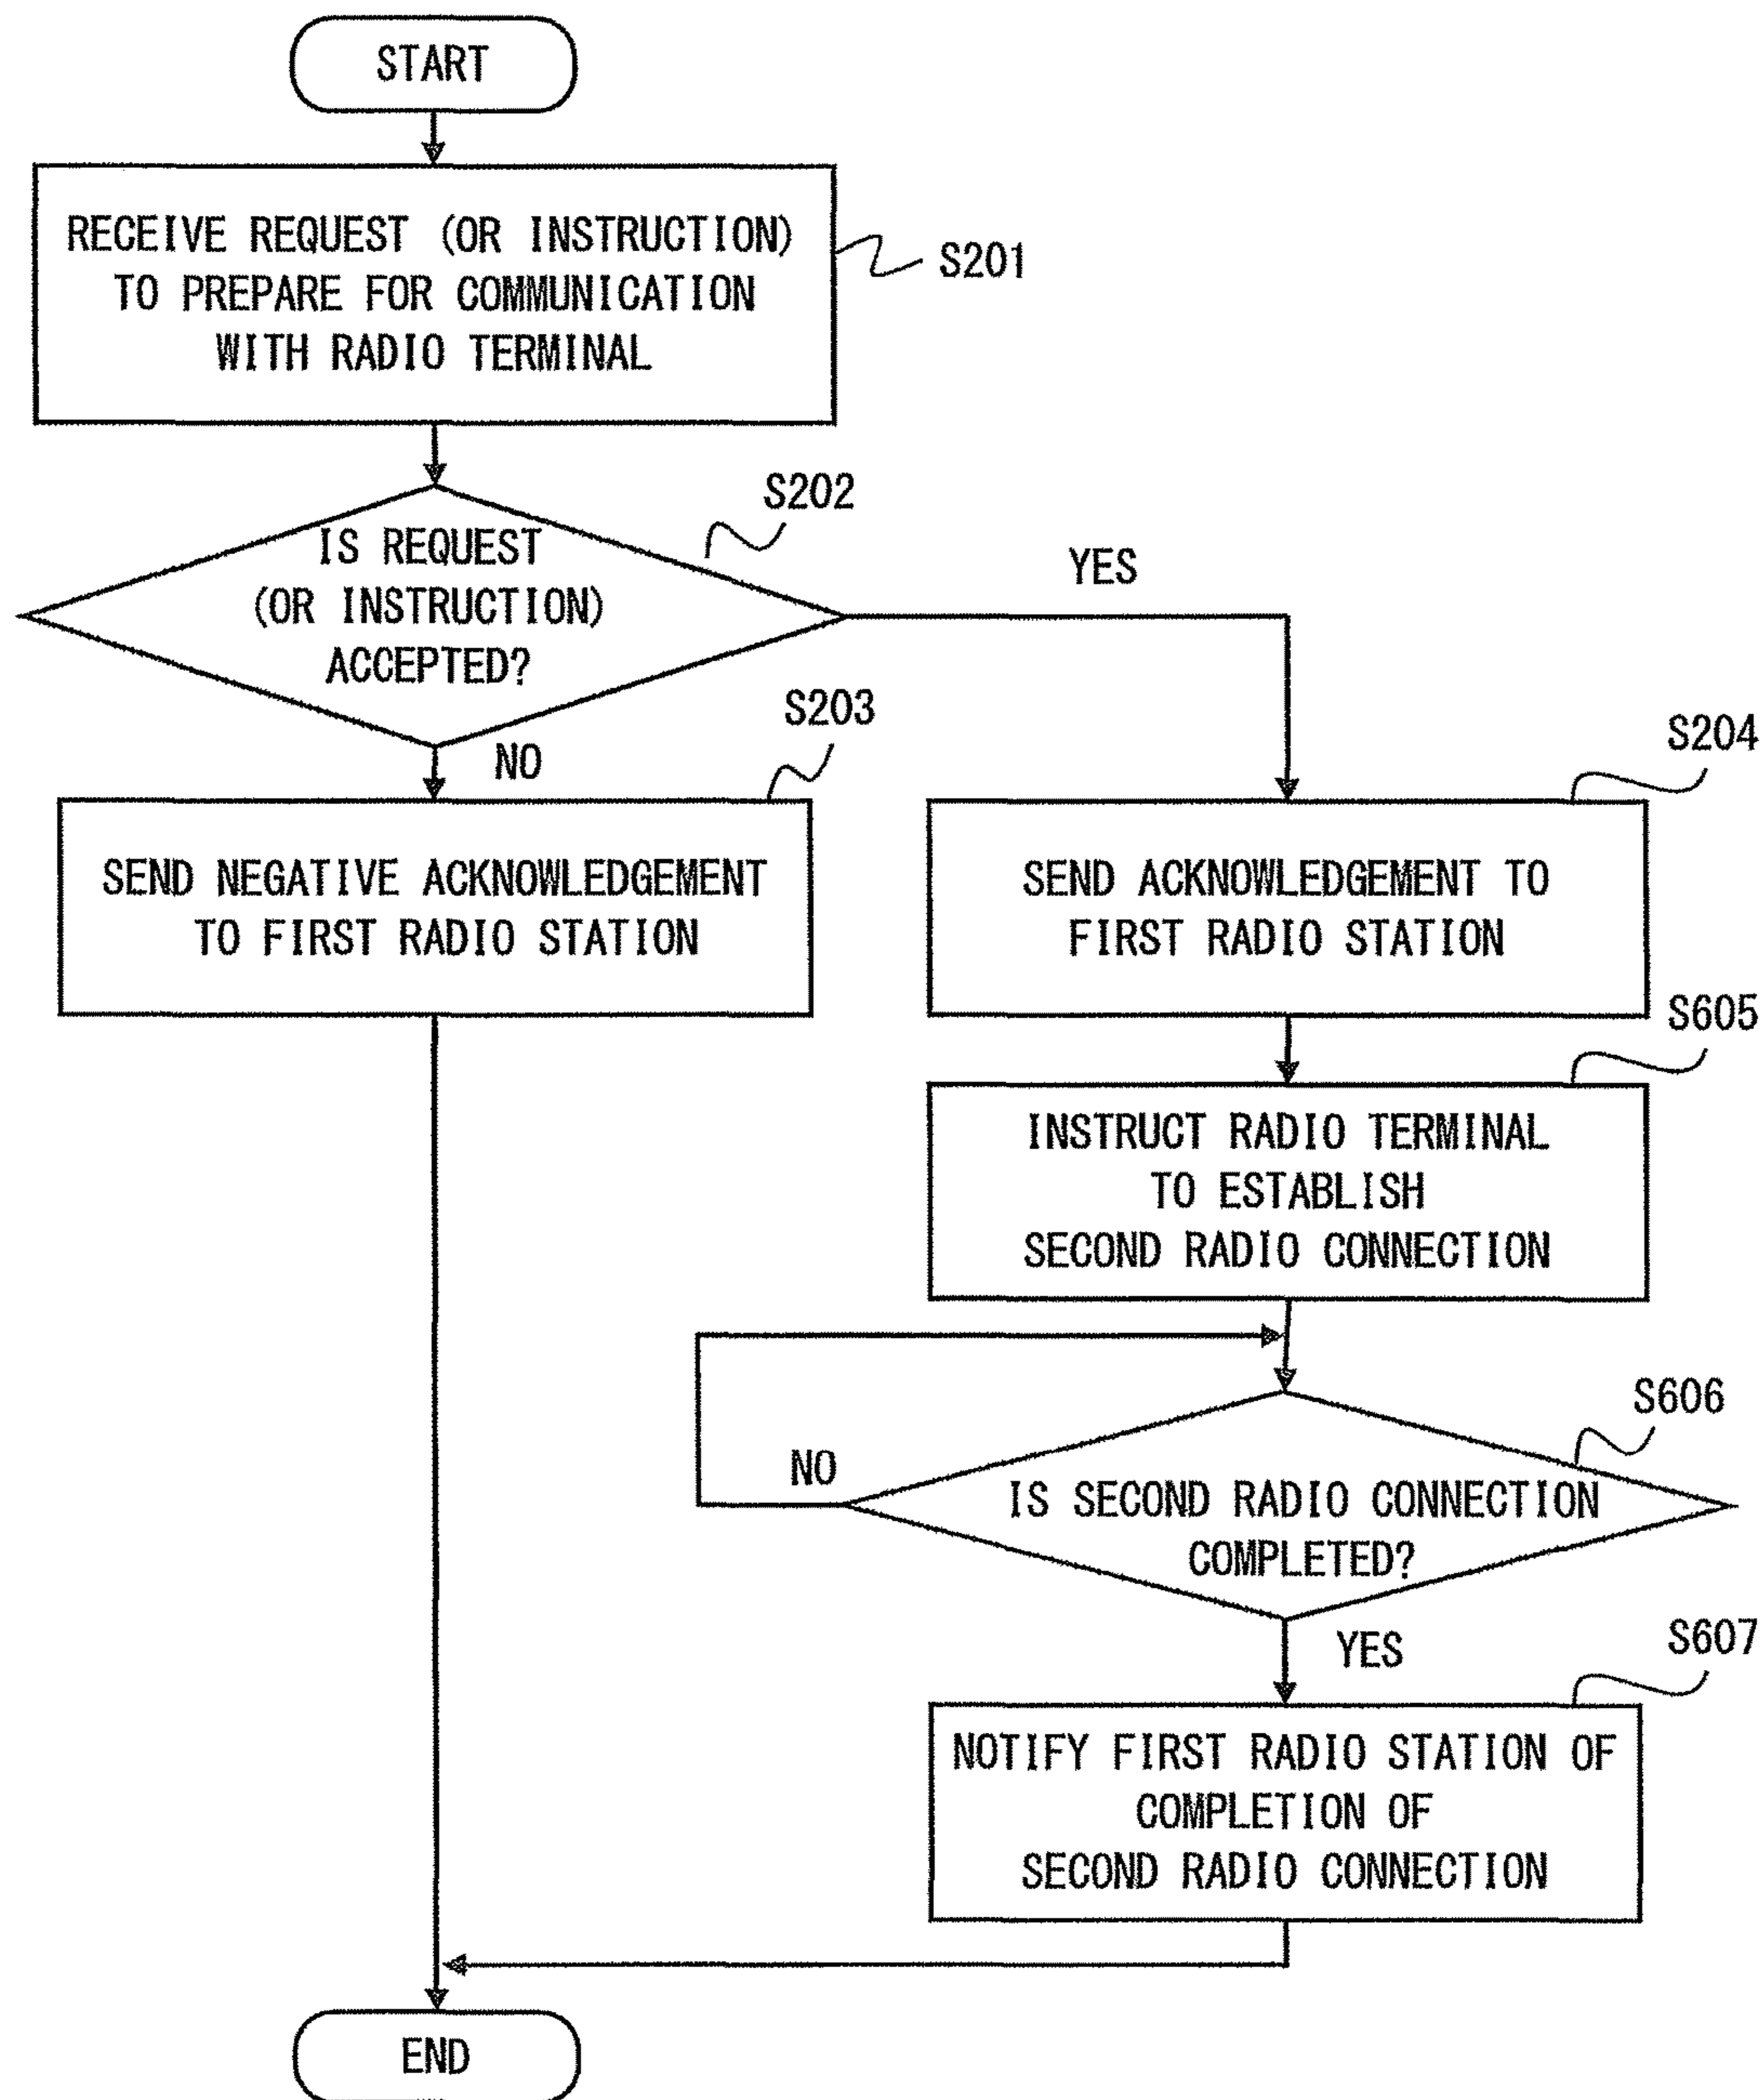 START
RECEIVE REQUEST (OR INSTRUCTION)
TO PREPARE FOR COMMUNICATION
WITH RADIO TERMINAL
S201
S202
IS REQUEST
(OR INSTRUCTION)
ACCEPTED?
YES
NO
S203
SEND NEGATIVE ACKNOWLEDGEMENT
TO FIRST RADIO STATION
S204
SEND ACKNOWLEDGEMENT TO
FIRST RADIO STATION
S605
INSTRUCT RADIO TERMINAL
TO ESTABLISH
SECOND RADIO CONNECTION
S606
NO
IS SECOND RADIO CONNECTION
COMPLETED?
YES
S607
NOTIFY FIRST RADIO STATION OF
COMPLETION OF
SECOND RADIO CONNECTION
END